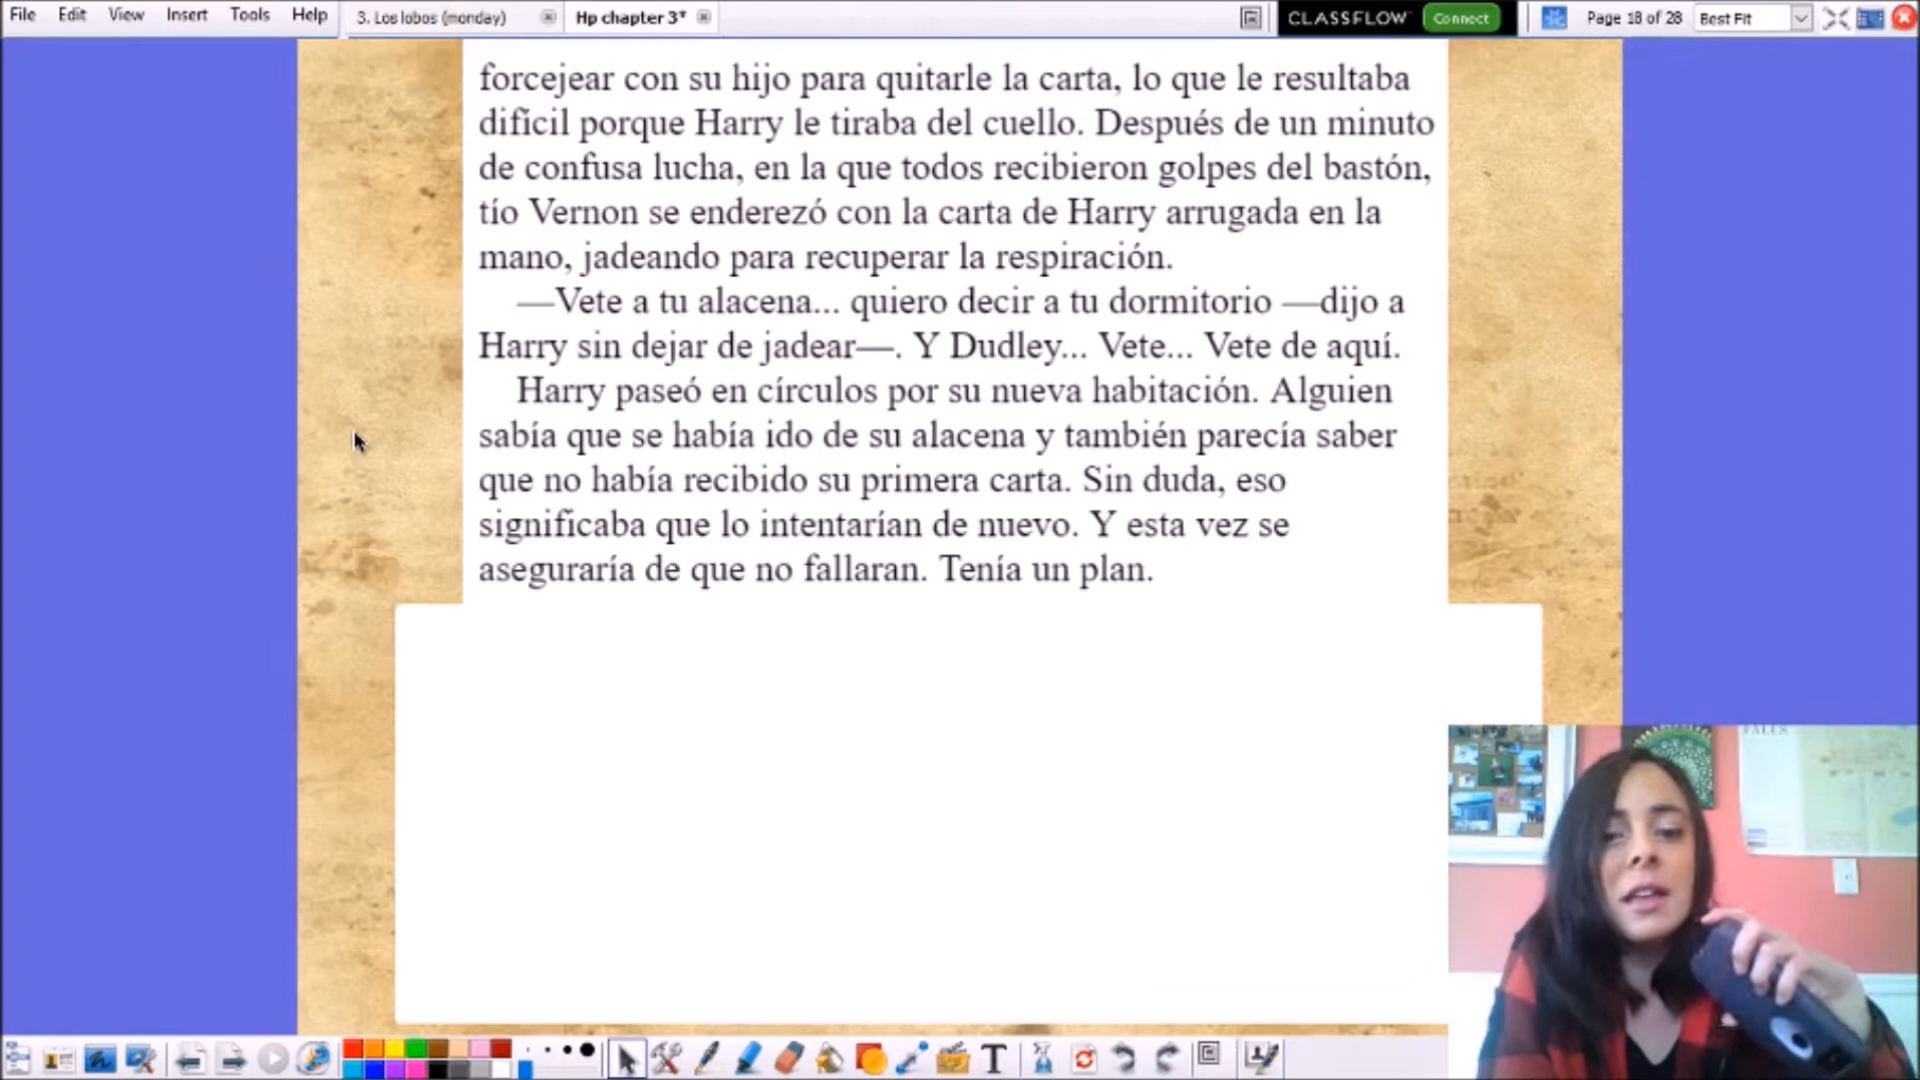 File Edit View Insert Tools Help
3. Los lobos (monday)
Hp chapter 3*
CLASSFLOW Connect
Page 18 of 28
Best Fit
forcejear con su hijo para quitarle la carta, lo que le resultaba
difícil porque Harry le tiraba del cuello. Después de un minuto
de confusa lucha, en la que todos recibieron golpes del bastón,
tío Vernon se enderezó con la carta de Harry arrugada en la
mano, jadeando para recuperar la respiración.
—Vete a tu alacena... quiero decir a tu dormitorio —dijo a
Harry sin dejar de jadear—. Y Dudley... Vete... Vete de aquí.
Harry paseó en círculos por su nueva habitación. Alguien
sabía que se había ido de su alacena y también parecía saber
que no había recibido su primera carta. Sin duda, eso
significaba que lo intentarían de nuevo. Y esta vez se
aseguraría de que no fallaran. Tenía un plan.
T